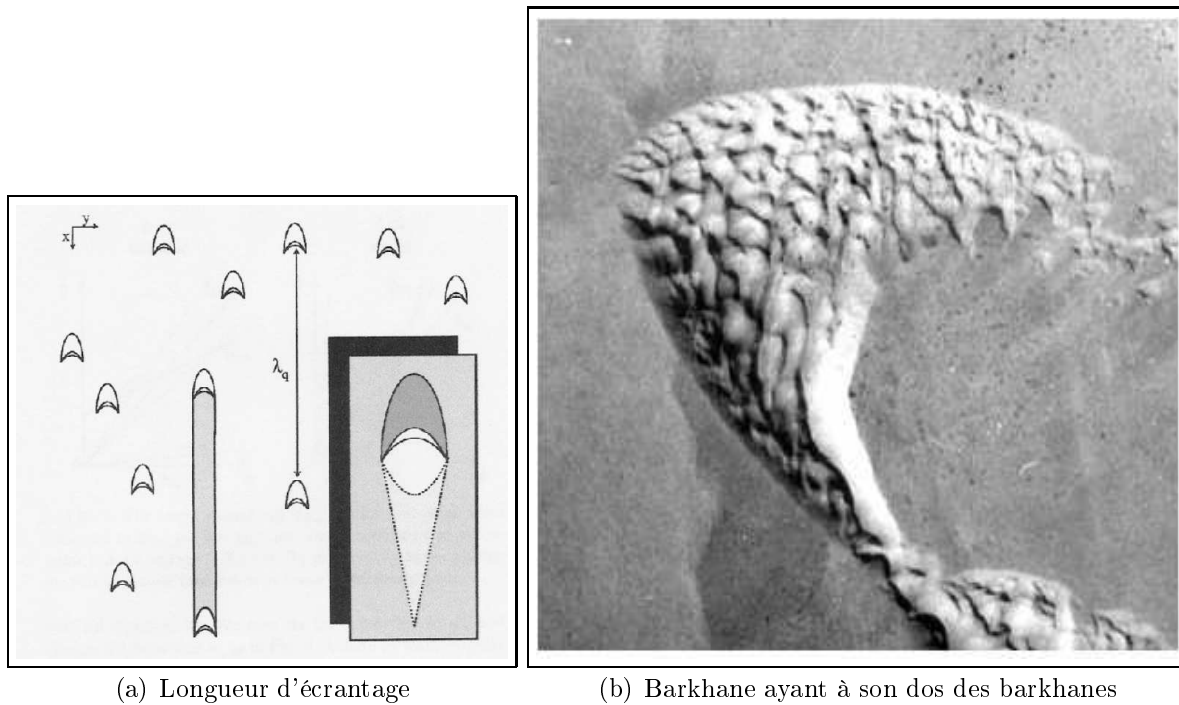 y
x
λq
(a) Longueur d'écrantage
(b) Barkhane ayant à son dos des barkhanes